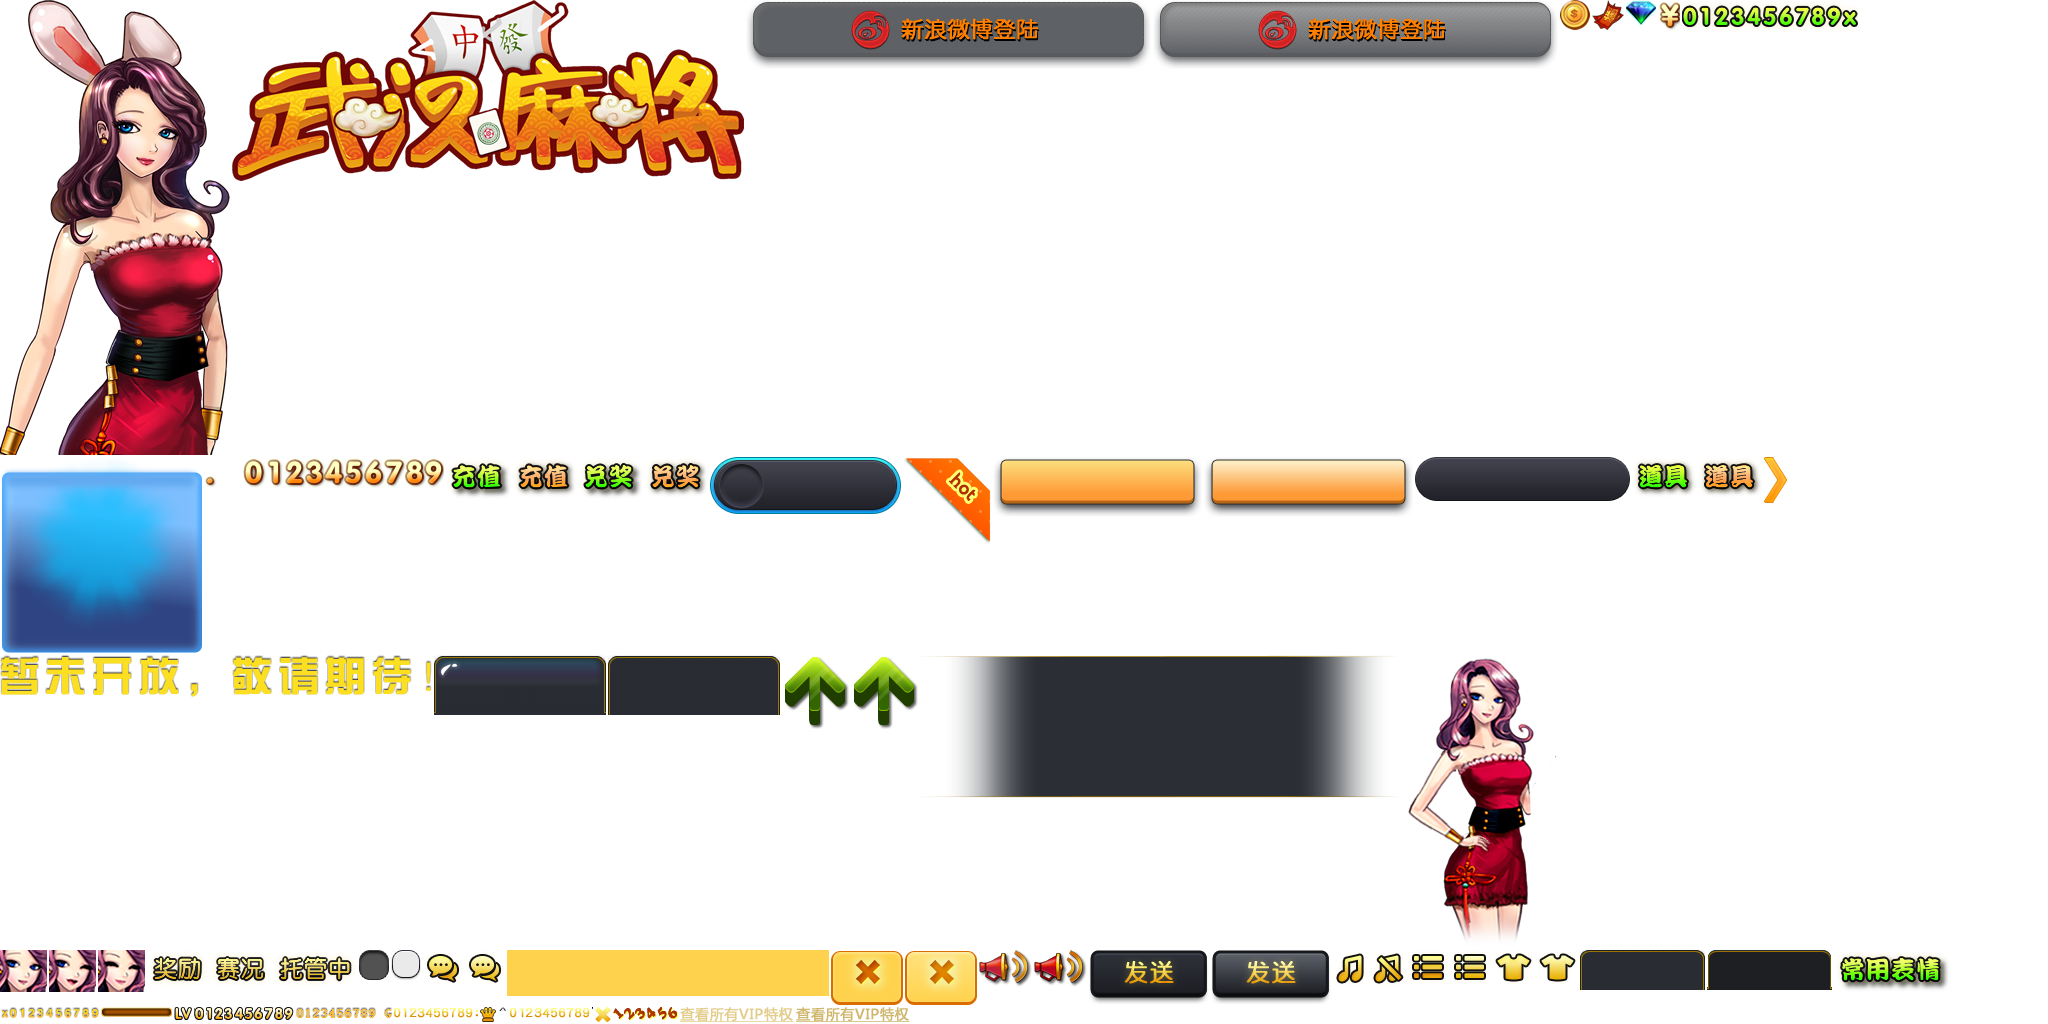 中 發
武汉麻将
新浪微博登陆
新浪微博登陆
¥0123456789x
.
0123456789
充值
充值
兑奖
兑奖
hot
道具
道具
暂未开放，敬请期待！
奖励
赛况
托管中
发送
发送
常用表情
x0123456789
LV0123456789
0123456789
0123456789
0123456789
123456
查看所有VIP特权
查看所有VIP特权